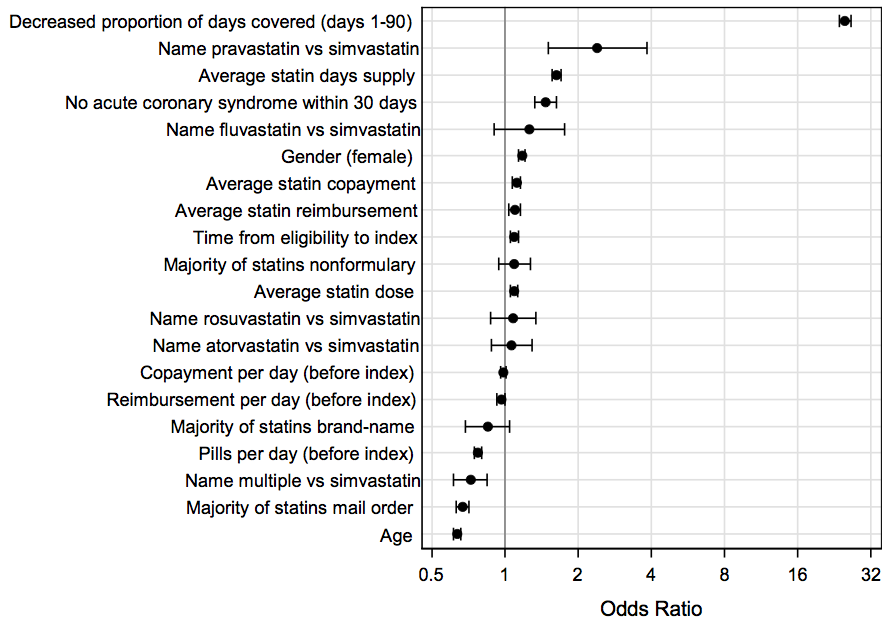 Decreased proportion of days covered (days 1-90)
Name pravastatin vs simvastatin
Average statin days supply
No acute coronary syndrome within 30 days
Name fluvastatin vs simvastatin
Gender (female)
Average statin copayment
Average statin reimbursement
Time from eligibility to index
Majority of statins nonformulary
Average statin dose
Name rosuvastatin vs simvastatin
Name atorvastatin vs simvastatin
Copayment per day (before index)
Reimbursement per day (before index)
Majority of statins brand-name
Pills per day (before index)
Name multiple vs simvastatin
Majority of statins mail order
Age
0.5 1 2 4 8 16 32
Odds Ratio